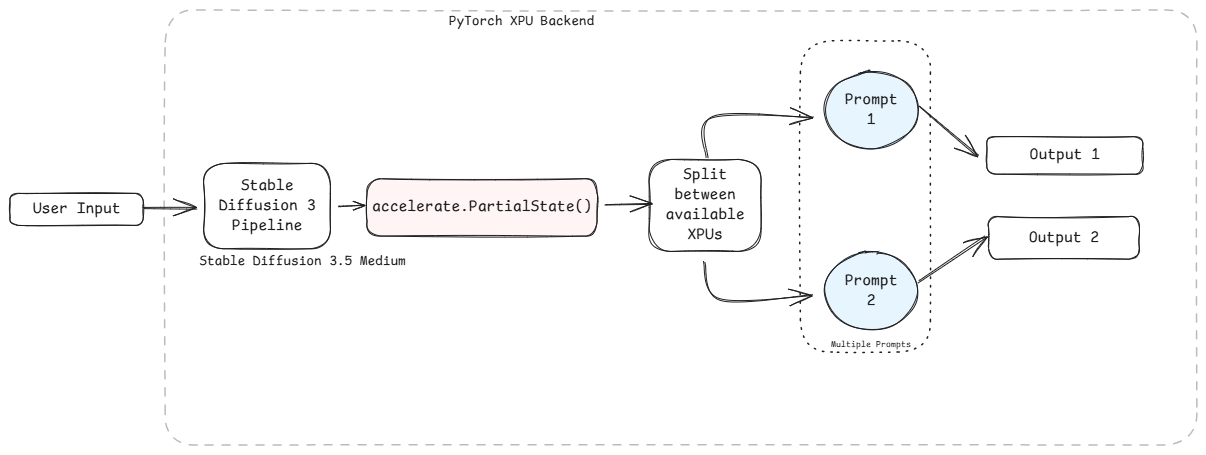 PyTorch XPU Backend
User Input
Stable
Diffusion 3
Pipeline
Stable Diffusion 3.5 Medium
accelerate.PartialState()
Split
between
available
XPUs
Prompt
1
Prompt
2
Multiple Prompts
Output 1
Output 2